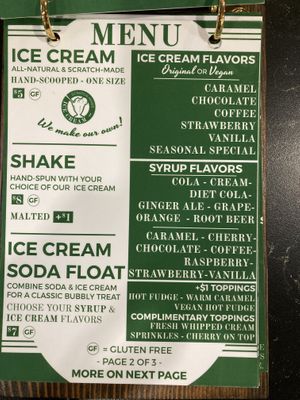 MENU
ICE CREAM
ALL-NATURAL & SCRATCH-MADE
HAND-SCOOPED - ONE SIZE
$5 GF
ICE CREAM
We make our own!
SHAKE
HAND-SPUN WITH YOUR
CHOICE OF OUR ICE CREAM
$8 GF
MALTED +$1
ICE CREAM
SODA FLOAT
COMBINE SODA & ICE CREAM
FOR A CLASSIC BUBBLY TREAT
CHOOSE YOUR SYRUP &
ICE CREAM FLAVORS
$7 GF
ICE CREAM FLAVORS
Original OR Vegan
CARAMEL
CHOCOLATE
COFFEE
STRAWBERRY
VANILLA
SEASONAL SPECIAL
SYRUP FLAVORS
COLA - CREAM-
DIET COLA-
GINGER ALE - GRAPE-
ORANGE - ROOT BEER
CARAMEL - CHERRY-
CHOCOLATE - COFFEE-
RASPBERRY-
STRAWBERRY-VANILLA
+$1 TOPPINGS
HOT FUDGE - WARM CARAMEL
VEGAN HOT FUDGE
COMPLIMENTARY TOPPINGS
FRESH WHIPPED CREAM
SPRINKLES - CHERRY ON TOP
GF = GLUTEN FREE
- PAGE 2 OF 3 -
MORE ON NEXT PAGE